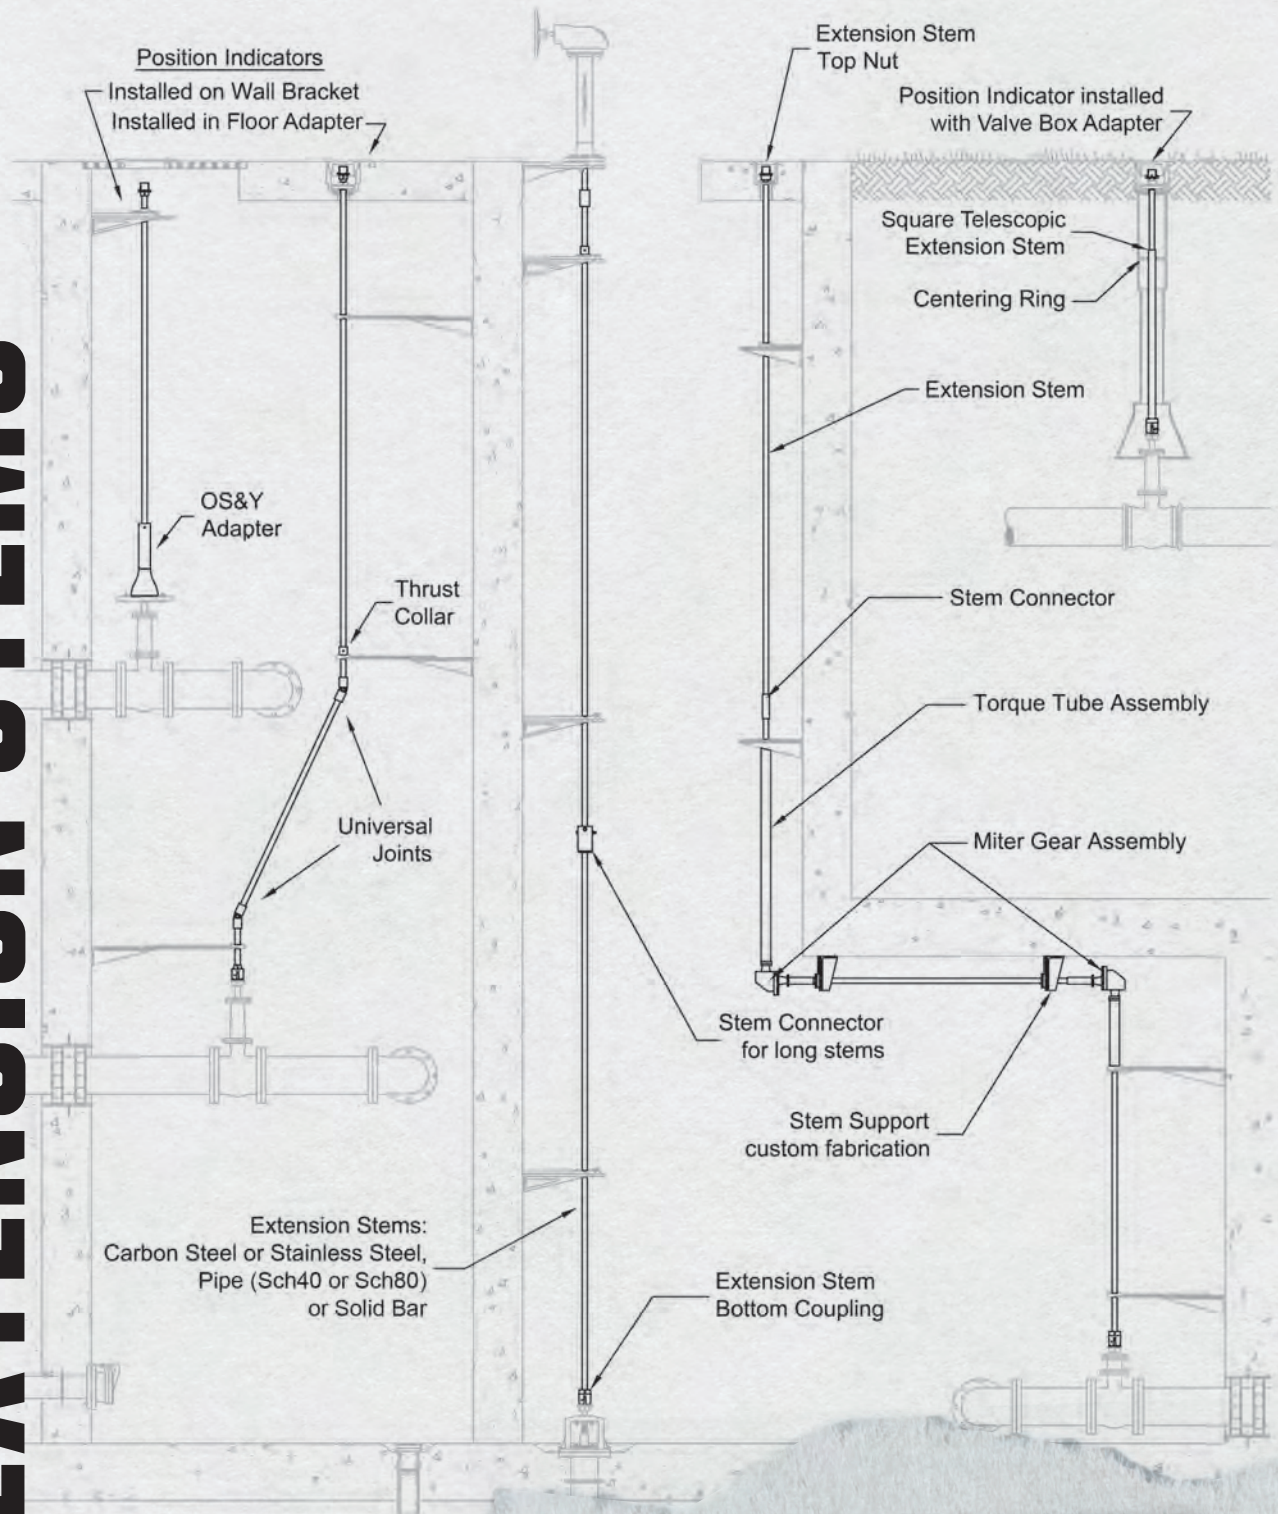 Position Indicators
Installed on Wall Bracket
Installed in Floor Adapter
Extension Stem
Top Nut
Position Indicator installed
with Valve Box Adapter
Square Telescopic
Extension Stem
Centering Ring
Extension Stem
OS&Y
Adapter
Thrust
Collar
Stem Connector
Torque Tube Assembly
Universal
Joints
Miter Gear Assembly
Stem Connector
for long stems
Stem Support
custom fabrication
Extension Stems:
Carbon Steel or Stainless Steel,
Pipe (Sch40 or Sch80)
or Solid Bar
Extension Stem
Bottom Coupling